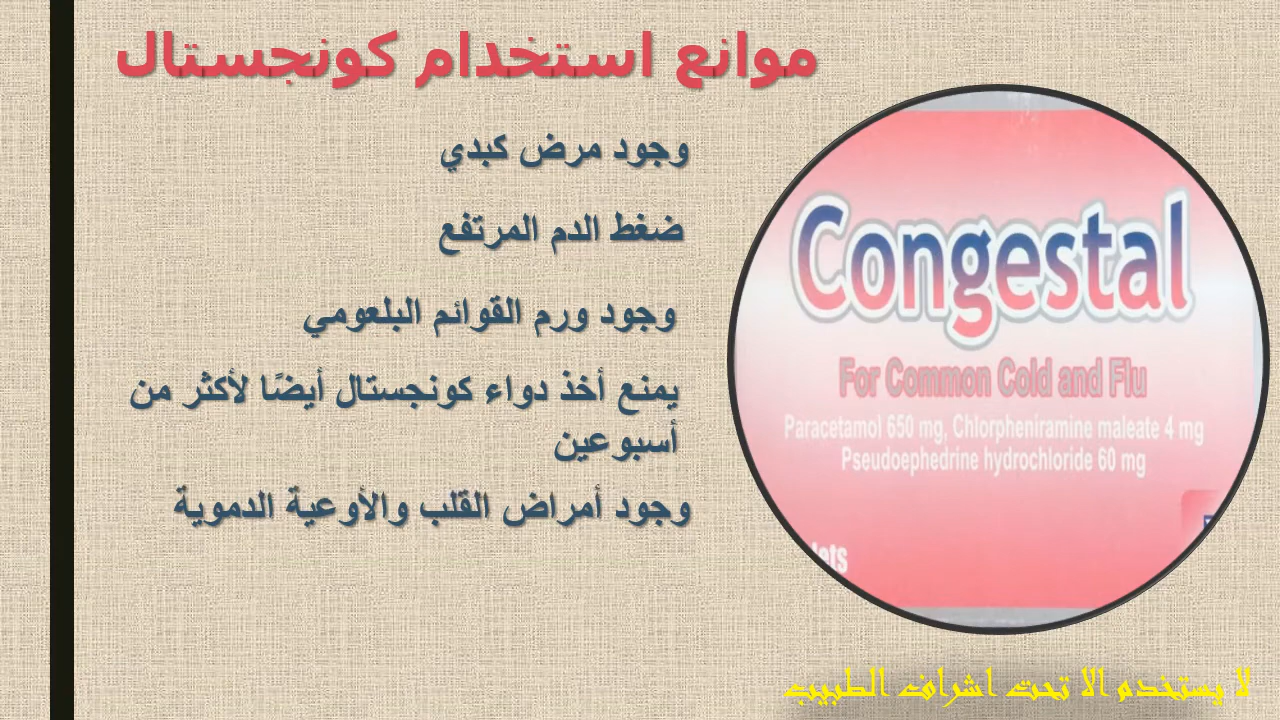 موانع استخدام كونجستال
وجود مرض كبدي
ضغط الدم المرتفع
وجود ورم القوائم البلعومي
يمنع أخذ دواء كونجستال أيضًا لأكثر من
أسبوعين
وجود أمراض القلب والأوعية الدموية
Congestal
For Common Cold and Flu
Paracetamol 650 mg, Chlorpheniramine maleate 4 mg
Pseudoephedrine hydrochloride 60 mg
لا يستخدم الا تحت اشراف الطبيب